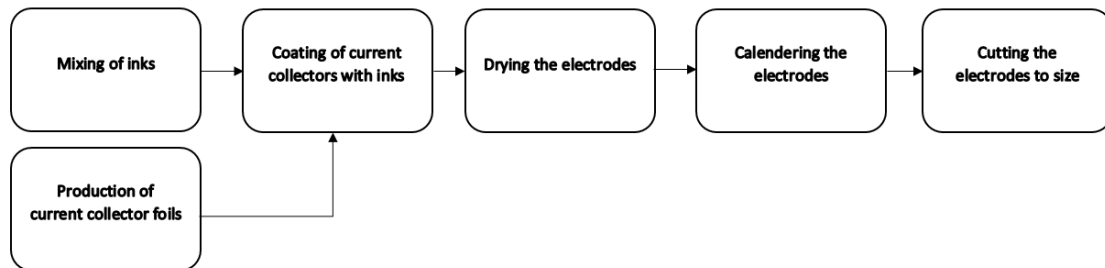 Mixing of inks
Coating of current
collectors with inks
Drying the electrodes
Calendering the
electrodes
Cutting the
electrodes to size
Production of
current collector foils